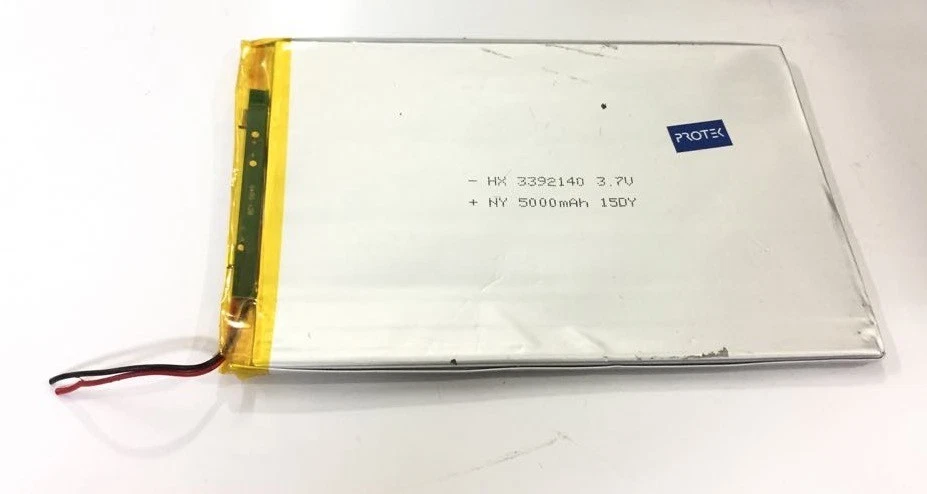 PROTEK
- HX 3392140 3.7V
+ NY 5000mAh 15DY